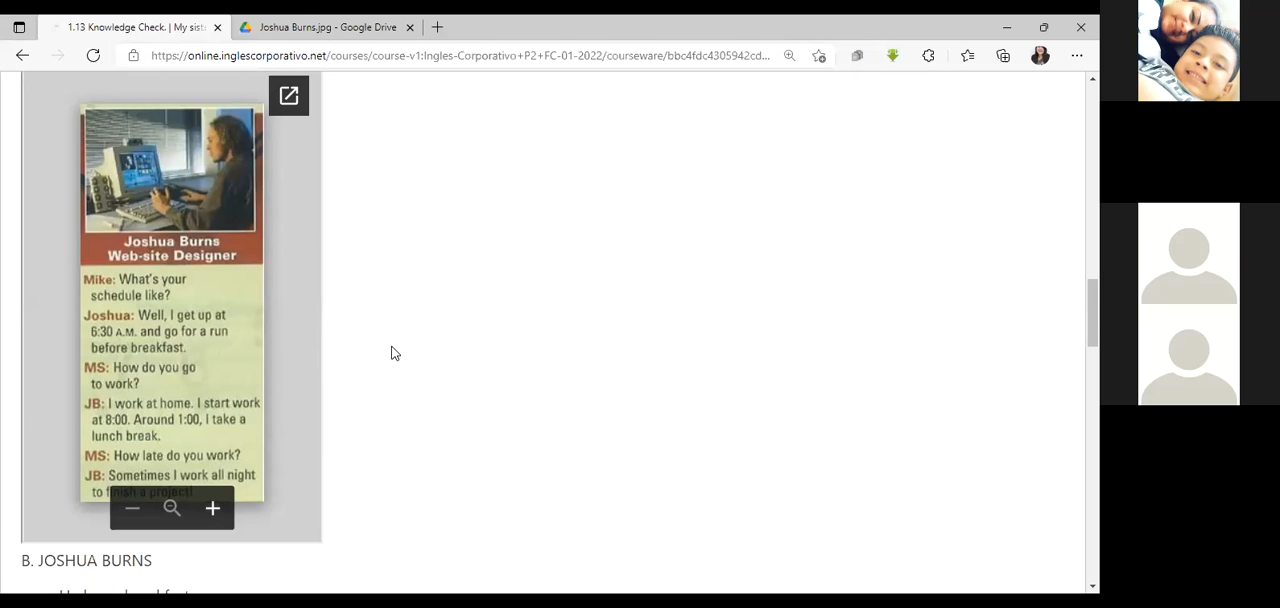 1.13 Knowledge Check. | My sist
Joshua Burns.jpg - Google Drive
https://online.inglescorporativo.net/courses/course-v1:Ingles-Corporativo+P2+FC-01-2022/courseware/bbc4fdc4305942cd...
Joshua Burns
Web-site Designer
Mike: What's your
schedule like?
Joshua: Well, I get up at
6:30 A.M. and go for a run
before breakfast.
MS: How do you go
to work?
JB: I work at home. I start work
at 8:00. Around 1:00, I take a
lunch break.
MS: How late do you work?
JB: Sometimes I work all night
to finish a project!
B. JOSHUA BURNS